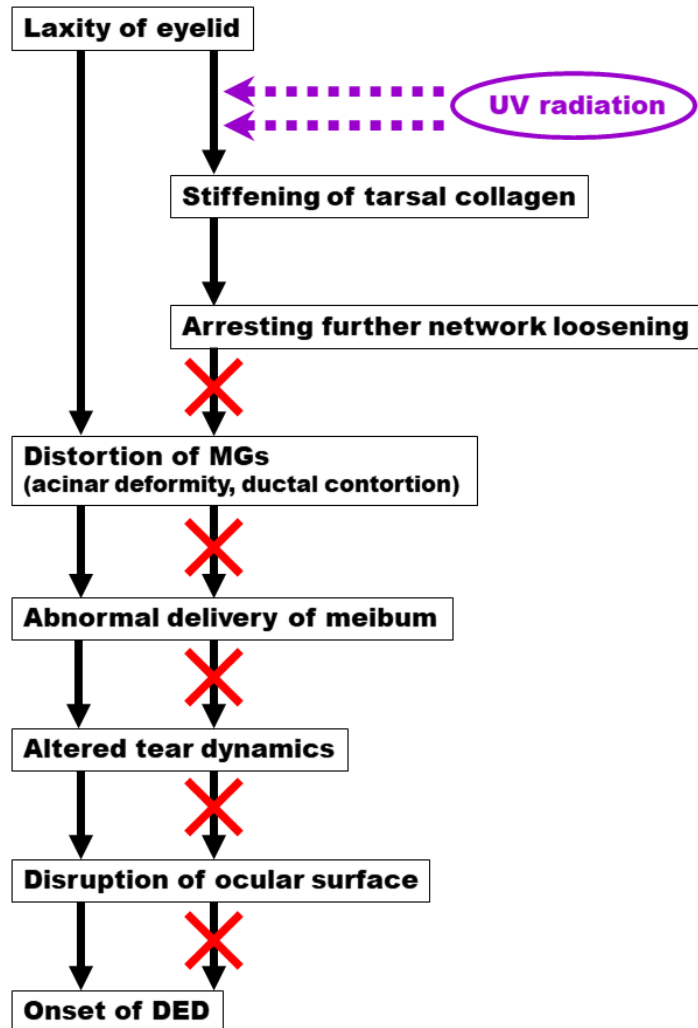 Laxity of eyelid
UV radiation
Stiffening of tarsal collagen
Arresting further network loosening
Distortion of MGs
(acinar deformity, ductal contortion)
Abnormal delivery of meibum
Altered tear dynamics
Disruption of ocular surface
Onset of DED